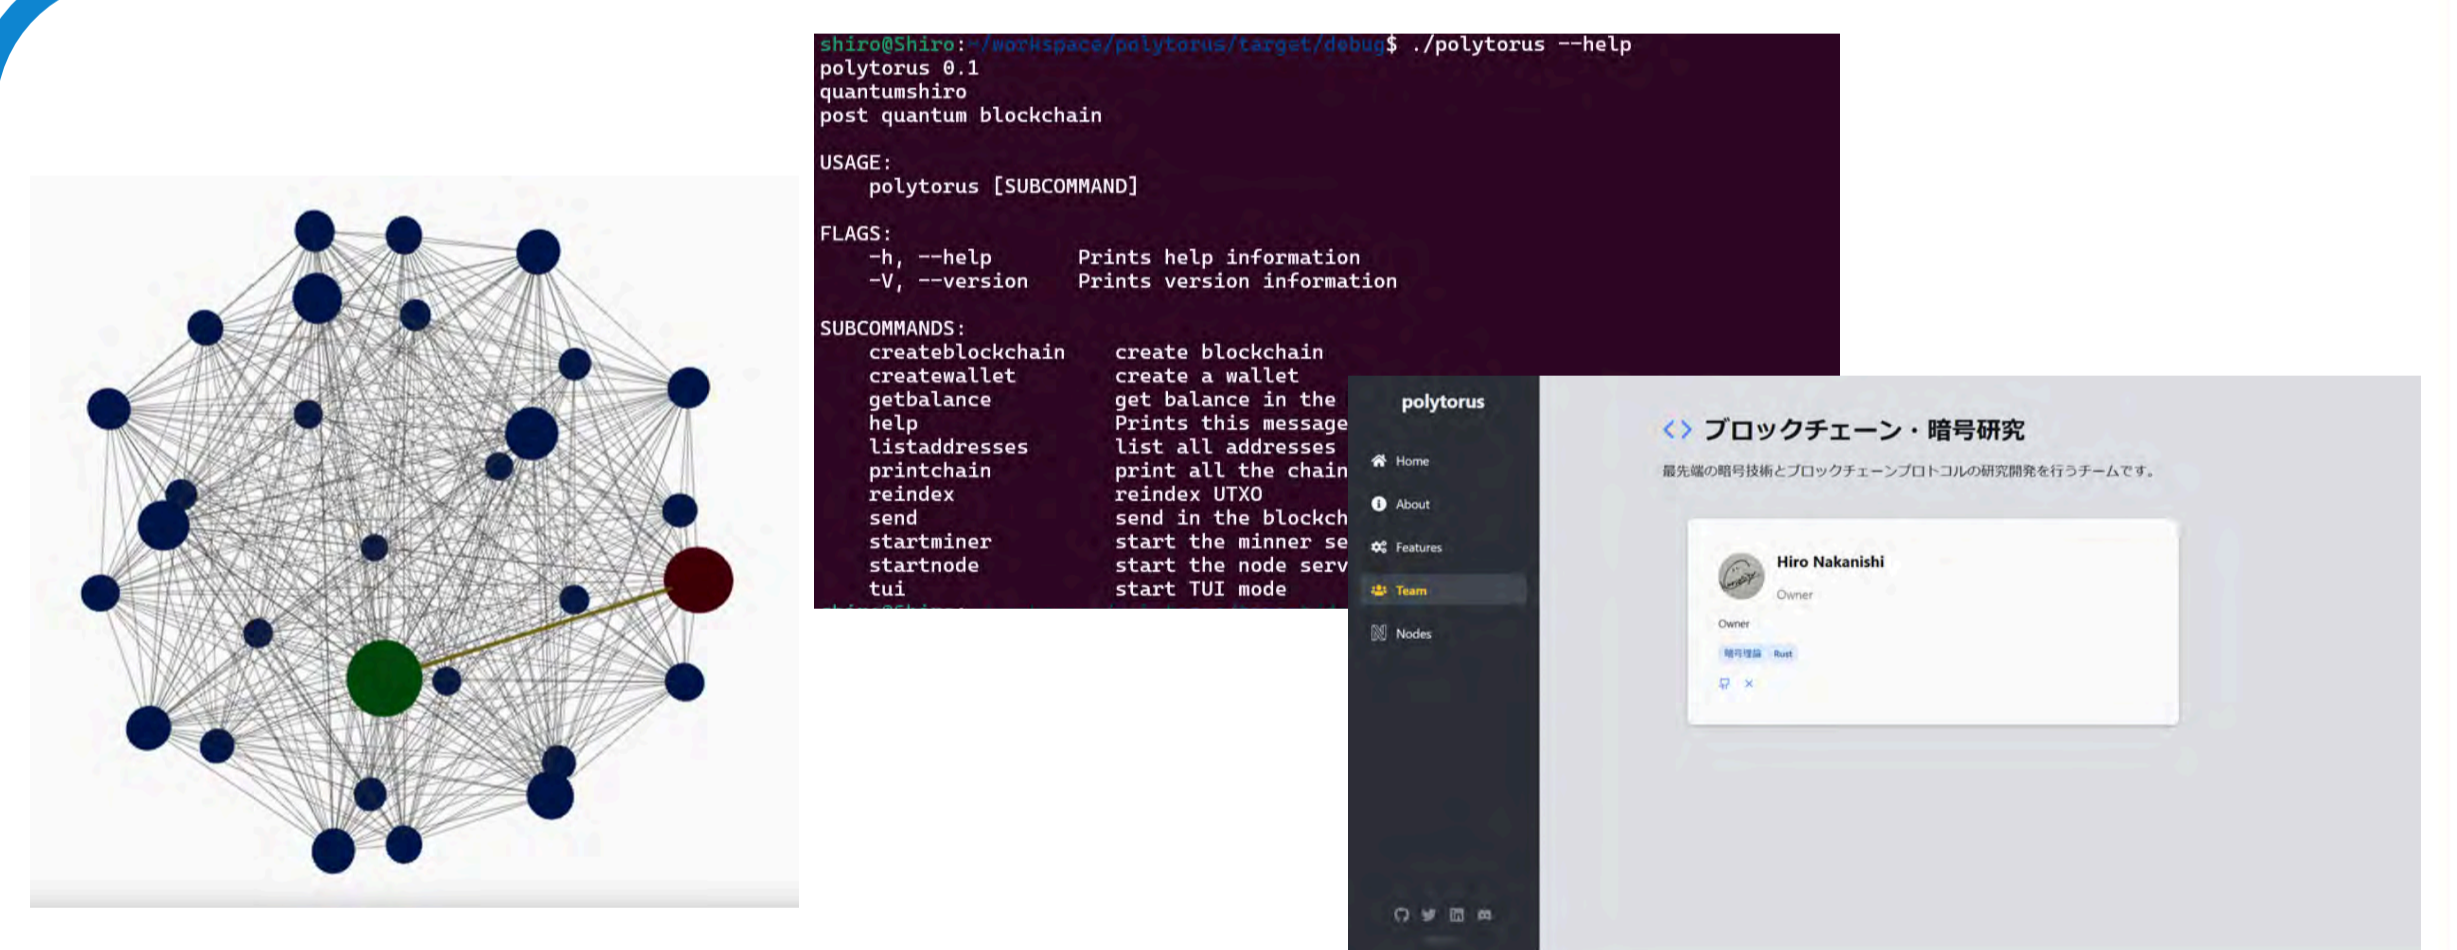 shiro@Shiro:~/workspace/polytorus/target/debug$ ./polytorus --help
polytorus 0.1
quantumshiro
post quantum blockchain
USAGE:
polytorus [SUBCOMMAND]
FLAGS:
-h, --help Prints help information
-V, --version Prints version information
SUBCOMMANDS:
createblockchain create blockchain
createwallet create a wallet
getbalance get balance in the
help Prints this message
listaddresses list all addresses
printchain print all the chain
reindex reindex UTXO
send send in the blockch
startminer start the minner se
startnode start the node serv
tui start TUI mode
polytorus
Home
About
Features
Team
Nodes
<> ブロックチェーン・暗号研究
最先端の暗号技術とブロックチェーンプロトコルの研究開発を行うチームです。
Hiro Nakanishi
Owner
Owner
暗号理論 Rust